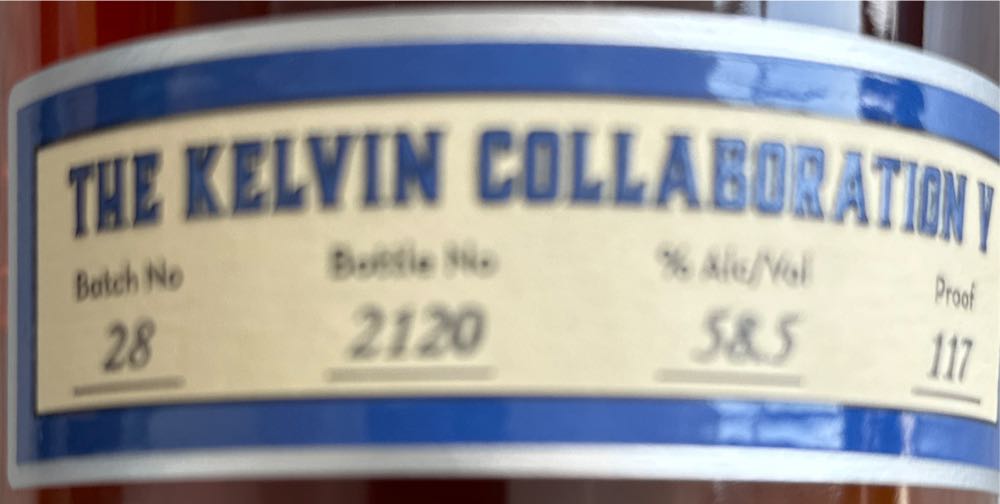 THE KELVIN COLLABORATION V
Batch No Bottle No % Alc/Vol Proof
28 2120 58.5 117